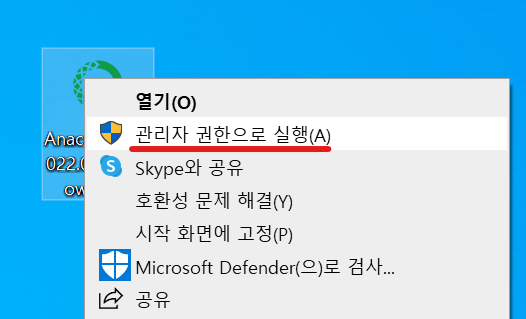 열기(O)
Anac
관리자 권한으로 실행(A)
022.0
Skype와 공유
ow
호환성 문제 해결(Y)
시작 화면에 고정(P)
Microsoft Defender(으)로 검사...
공유